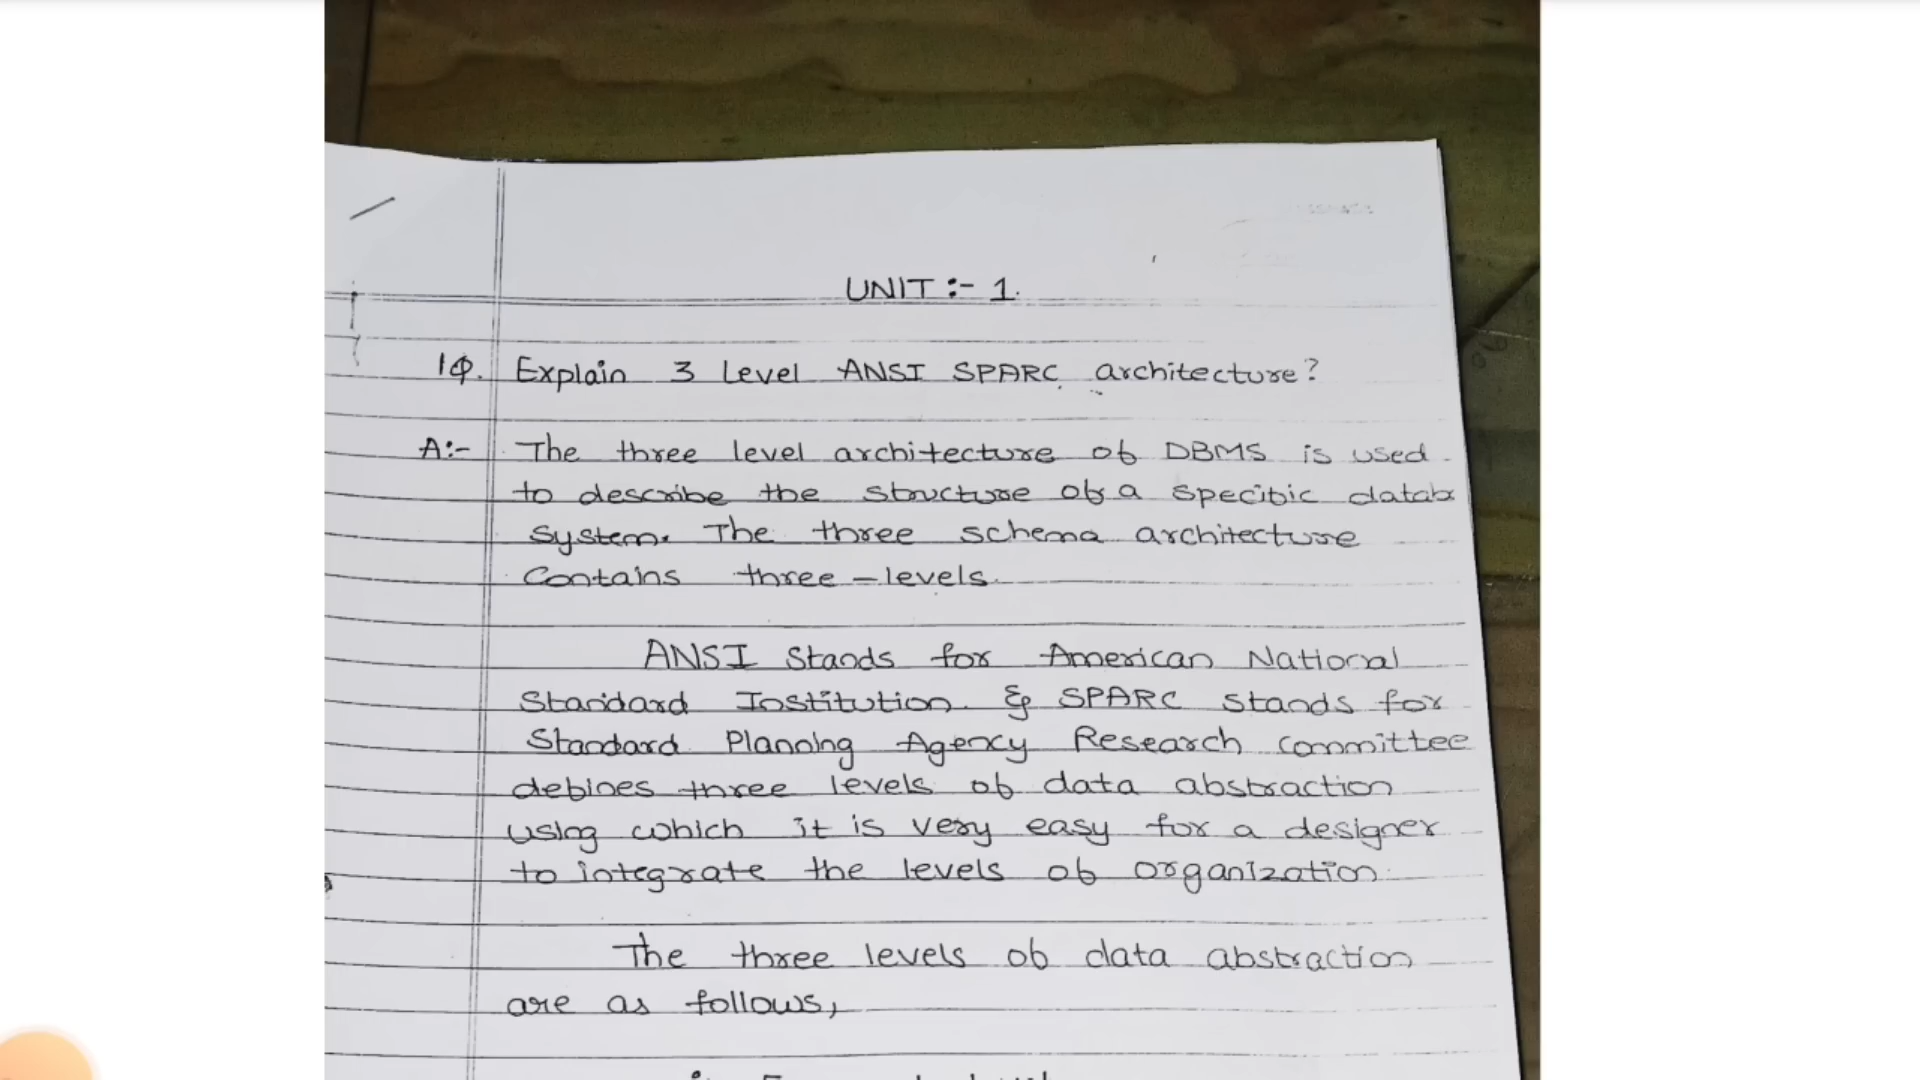 UNIT :- 1.
1Q. Explain 3 Level ANSI SPARC architecture?
A:- The three level architecture of DBMS is used
to describe the structure of a specific datab
System. The three schema architecture
Contains three - levels.
ANSI Stands for American National
Standard Institution & SPARC stands for
Standard Planning Agency Research committee
defines three levels of data abstraction
using which it is very easy for a designer
to integrate the levels of organization.
The three levels of data abstraction
are as follows,